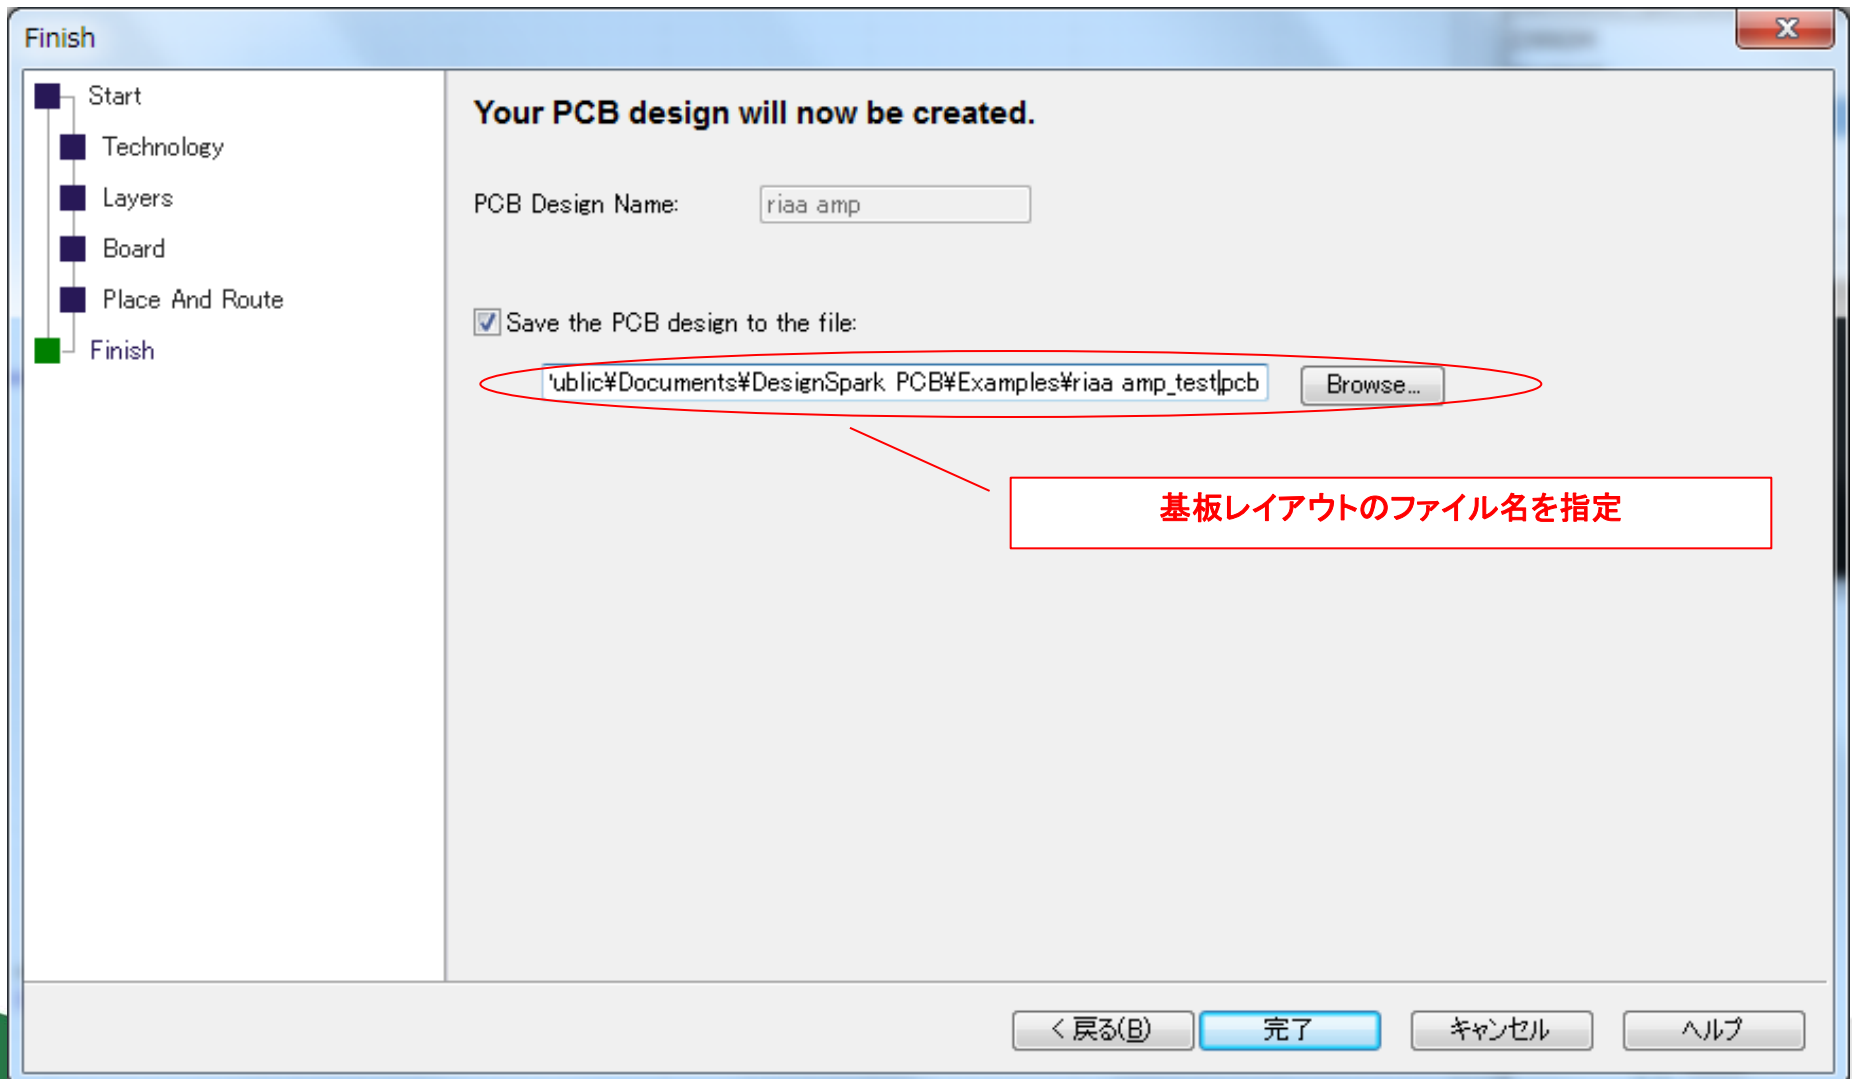 Finish
Start
Technology
Layers
Board
Place And Route
Finish
Your PCB design will now be created.
PCB Design Name: riaa amp
Save the PCB design to the file:
ublic¥Documents¥DesignSpark PCB¥Examples¥riaa amp_test.pcb Browse...
基板レイアウトのファイル名を指定
< 戻る(B) 完了 キャンセル ヘルプ